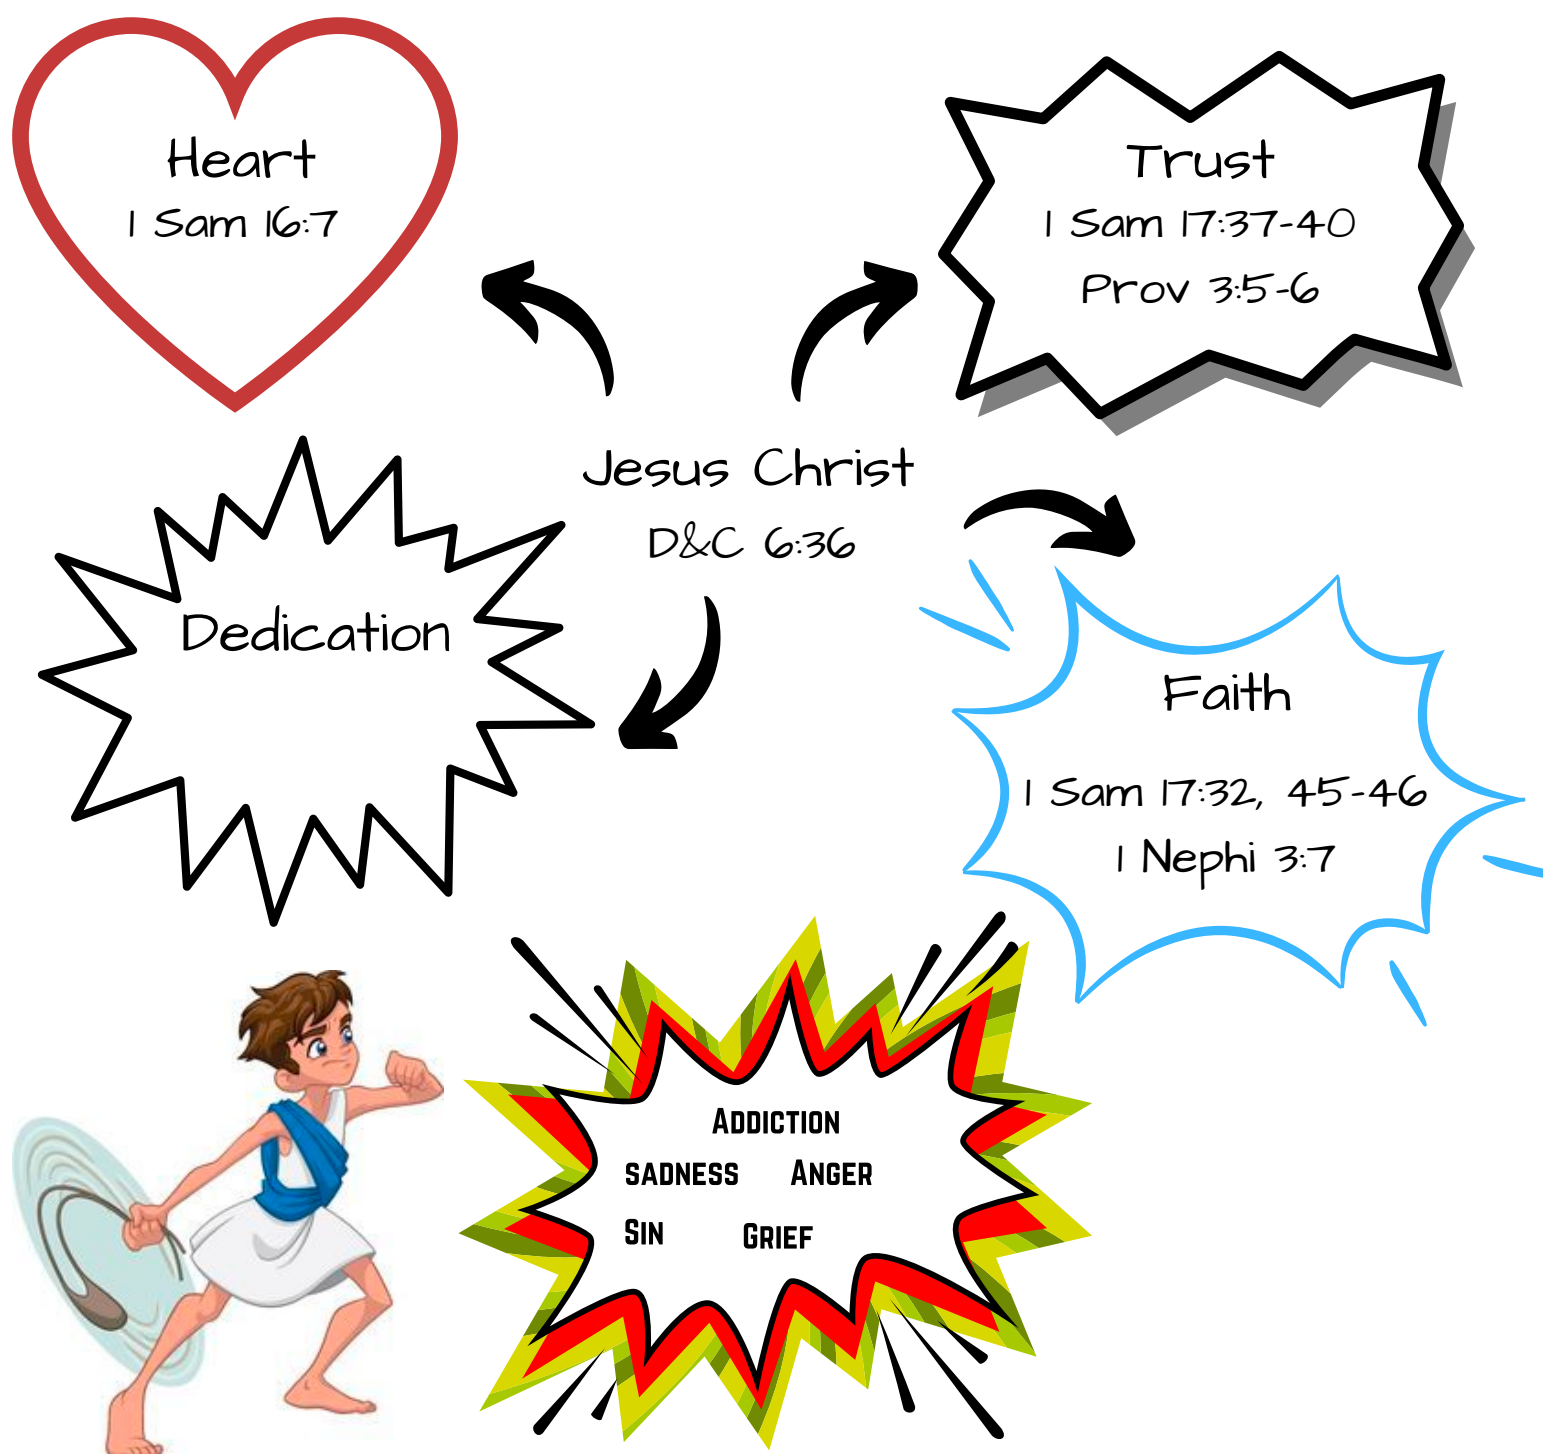 Heart
1 Sam 16:7
Trust
1 Sam 17:37-40
Prov 3:5-6
Jesus Christ
D&C 6:36
Dedication
Faith
1 Sam 17:32, 45-46
1 Nephi 3:7
Addiction
sadness Anger
Sin Grief